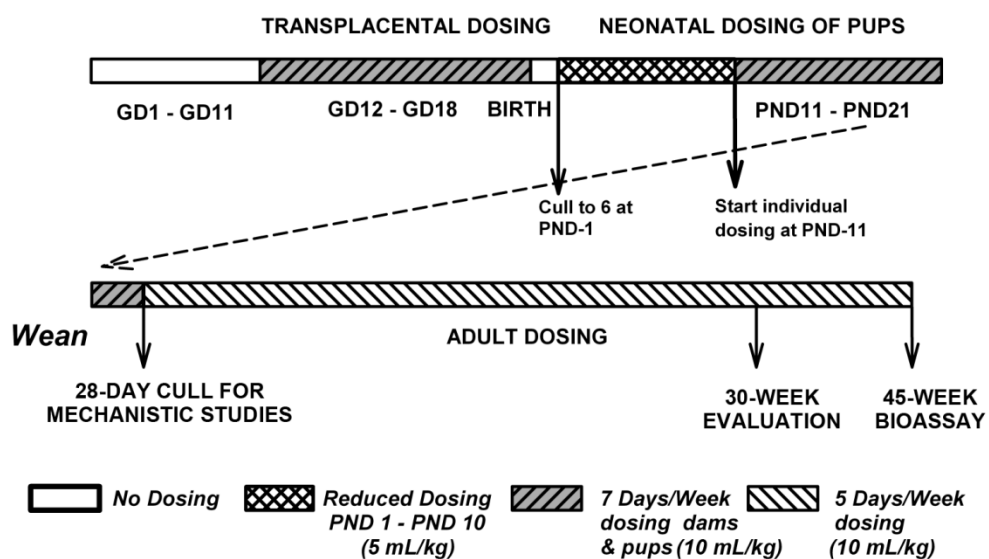 TRANSPLACENTAL DOSING
NEONATAL DOSING OF PUPS
GD1 - GD11
GD12 - GD18
BIRTH
PND11 - PND21
Cull to 6 at
PND-1
Start individual
dosing at PND-11
Wean
ADULT DOSING
28-DAY CULL FOR
MECHANISTIC STUDIES
30-WEEK
EVALUATION
45-WEEK
BIOASSAY
No Dosing
Reduced Dosing
PND 1 - PND 10
(5 mL/kg)
7 Days/Week
dosing dams
& pups (10 mL/kg)
5 Days/Week
dosing
(10 mL/kg)